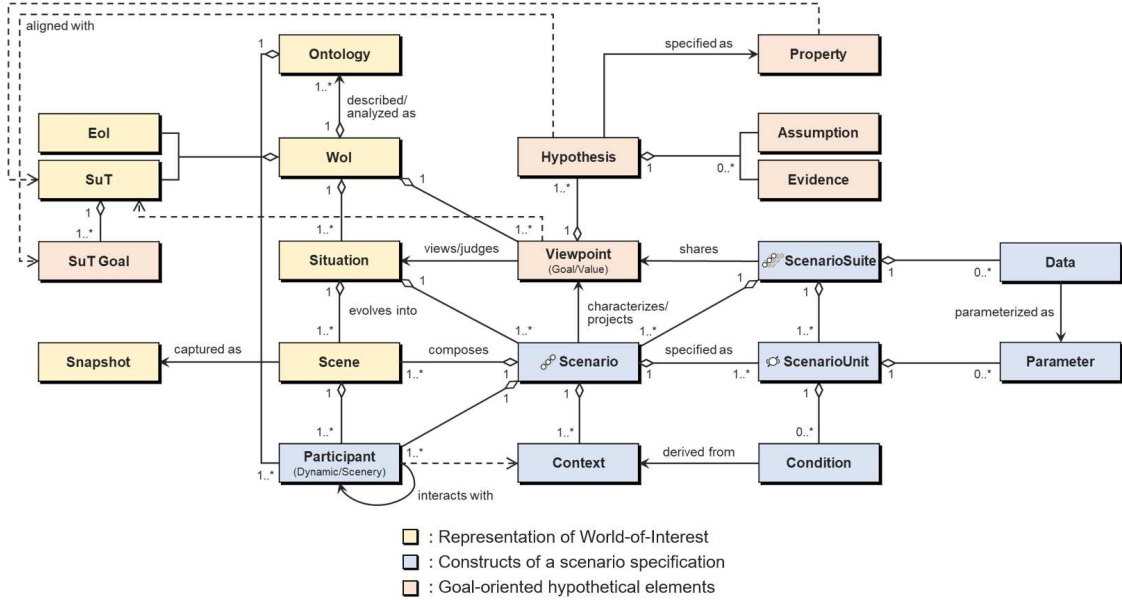 aligned with
1
Ontology
specified as
Property
1..*
described/
analyzed as
EoI
1
Assumption
WoI
Hypothesis
1
0..*
SuT
1
1
1..*
Evidence
1
1..*
1..*
1
1..*
SuT Goal
Situation
views/judges
Viewpoint
(Goal/Value)
shares
ScenarioSuite
1
0..*
Data
1
1
1
1
evolves into
characterizes/
projects
parameterized as
1..*
1..*
1..*
1..*
Snapshot
captured as
Scene
composes
1..*
1
Scenario
1
specified as
1..*
ScenarioUnit
1
0..*
Parameter
1
1
1
1
1..*
1..*
1..*
0..*
1..*
Participant
(Dynamic/Scenery)
Context
derived from
Condition
interacts with
: Representation of World-of-Interest
: Constructs of a scenario specification
: Goal-oriented hypothetical elements